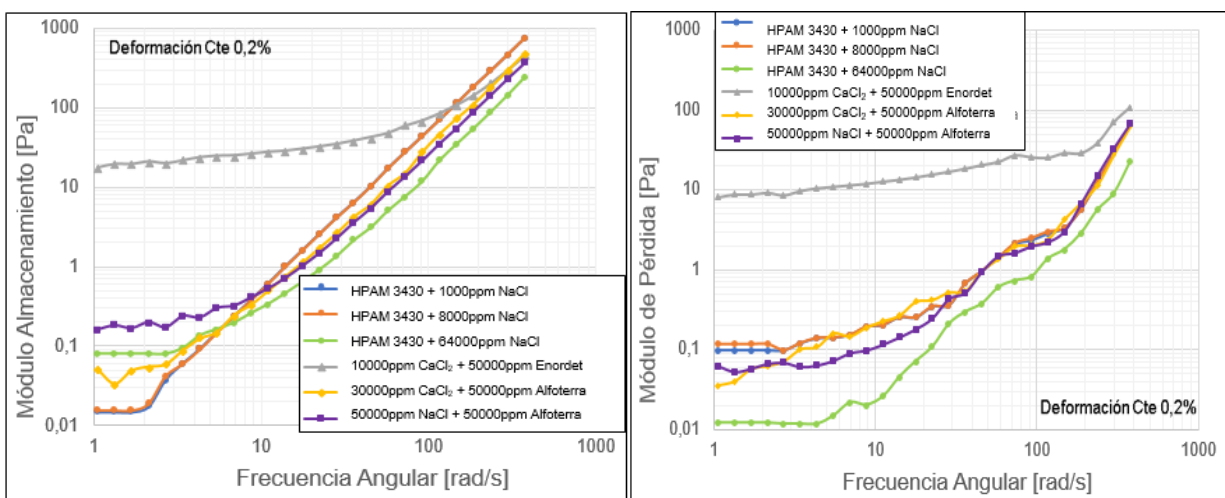 Deformación Cte 0,2%
Módulo Almacenamiento [Pa]
1000
100
10
1
0,1
0,01
1
10
100
1000
Frecuencia Angular [rad/s]
HPAM 3430 + 1000ppm NaCl
HPAM 3430 + 8000ppm NaCl
HPAM 3430 + 64000ppm NaCl
10000ppm CaCl₂ + 50000ppm Enordet
30000ppm CaCl₂ + 50000ppm Alfoterra
50000ppm NaCl + 50000ppm Alfoterra
Módulo de Pérdida [Pa]
1000
100
10
1
0,1
0,01
1
10
100
1000
Frecuencia Angular [rad/s]
HPAM 3430 + 1000ppm NaCl
HPAM 3430 + 8000ppm NaCl
HPAM 3430 + 64000ppm NaCl
10000ppm CaCl₂ + 50000ppm Enordet
30000ppm CaCl₂ + 50000ppm Alfoterra
50000ppm NaCl + 50000ppm Alfoterra
Deformación Cte 0,2%